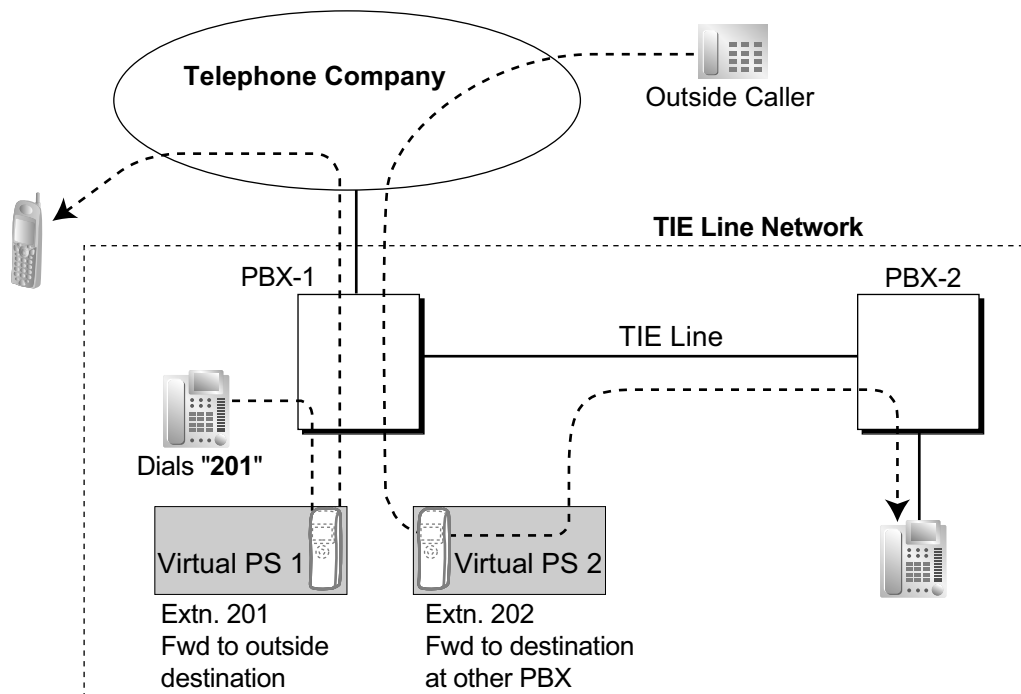 Telephone Company
Outside Caller
TIE Line Network
PBX-1
PBX-2
TIE Line
Dials "201"
Virtual PS 1
Virtual PS 2
Extn. 201
Fwd to outside
destination
Extn. 202
Fwd to destination
at other PBX